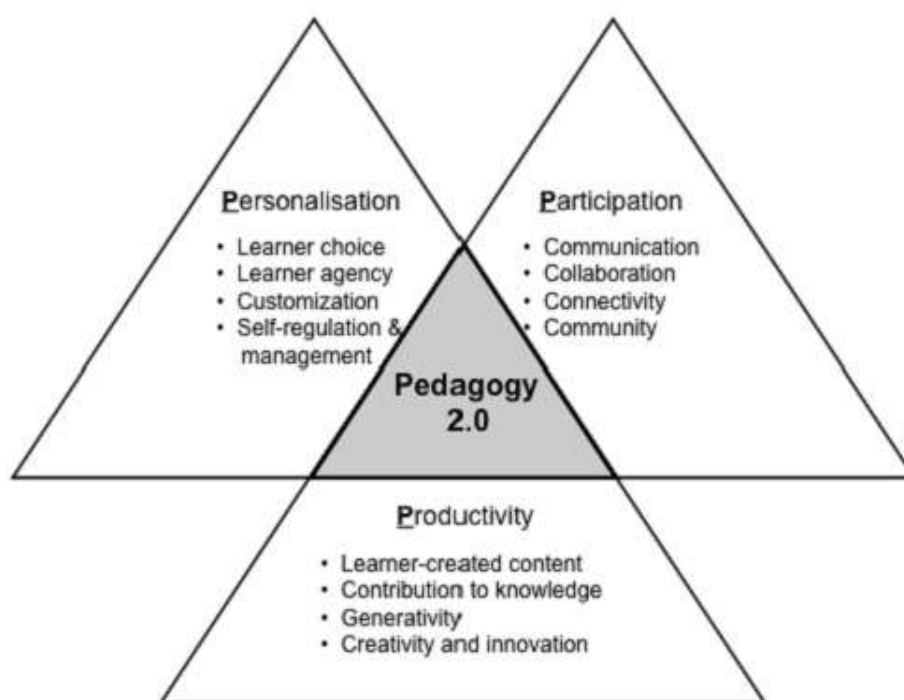 Personalisation
• Learner choice
• Learner agency
• Customization
• Self-regulation &
management
Participation
• Communication
• Collaboration
• Connectivity
• Community
Pedagogy
2.0
Productivity
• Learner-created content
• Contribution to knowledge
• Generativity
• Creativity and innovation